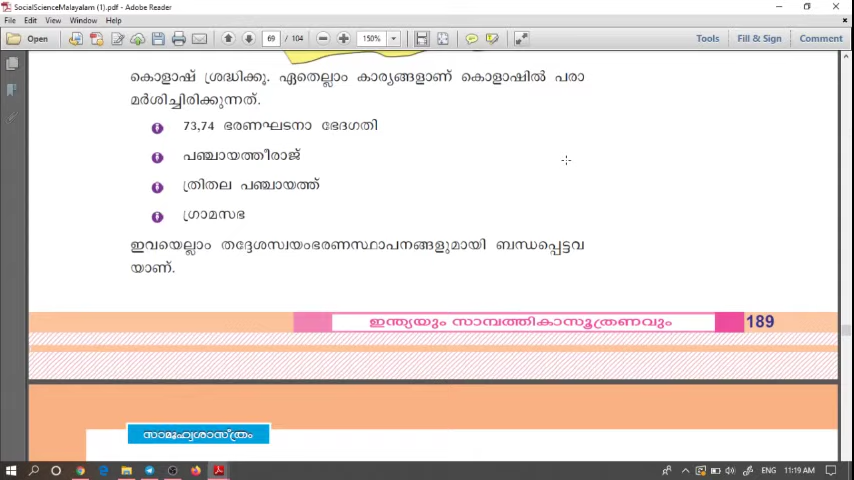 SocialScienceMalayalam (1).pdf - Adobe Reader
File Edit View Window Help
Open 69 / 104 150% Tools Fill & Sign Comment
കൊളാഷ് ശ്രദ്ധിക്കൂ. ഏതെല്ലാം കാര്യങ്ങളാണ് കൊളാഷിൽ പരാ
മർശിച്ചിരിക്കുന്നത്.
73,74 ഭരണഘടനാ ഭേദഗതി
പഞ്ചായത്തീരാജ്
ത്രിതല പഞ്ചായത്ത്
ഗ്രാമസഭ
ഇവയെല്ലാം തദ്ദേശസ്വയംഭരണസ്ഥാപനങ്ങളുമായി ബന്ധപ്പെട്ടവ
യാണ്.
ഇന്ത്യയും സാമ്പത്തികാസൂത്രണവും 189
സാമൂഹ്യശാസ്ത്രം
ENG 11:19 AM